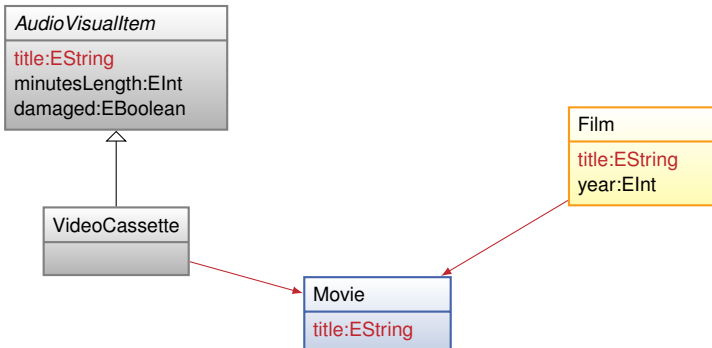 AudioVisualItem
title:EString
minutesLength:EInt
damaged:EBoolean
Film
title:EString
year:EInt
VideoCassette
Movie
title:EString